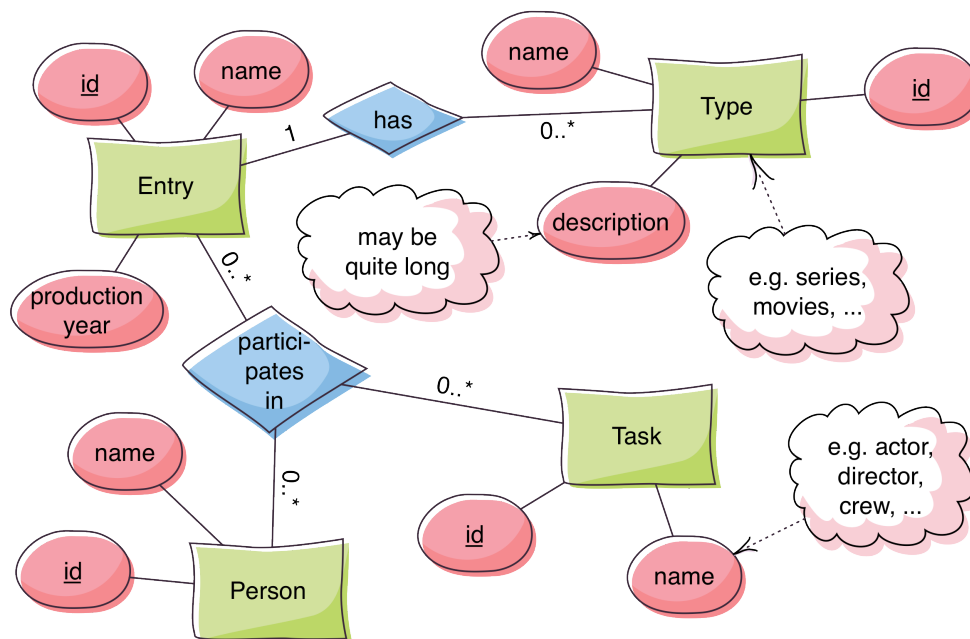 name
id
name
Type
id
has
1
0..*
Entry
description
may be
quite long
0..*
e.g. series,
movies, ...
production
year
partici-
pates
in
0..*
Task
name
0..*
e.g. actor,
director,
crew, ...
id
name
id
Person